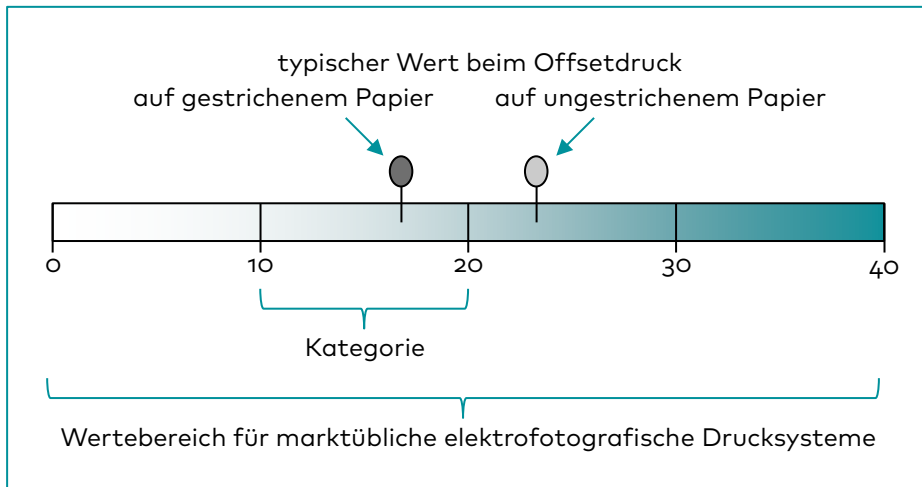 typischer Wert beim Offsetdruck
auf gestrichenem Papier auf ungestrichenem Papier
0 10 20 30 40
Kategorie
Wertebereich für marktübliche elektrofotografische Drucksysteme